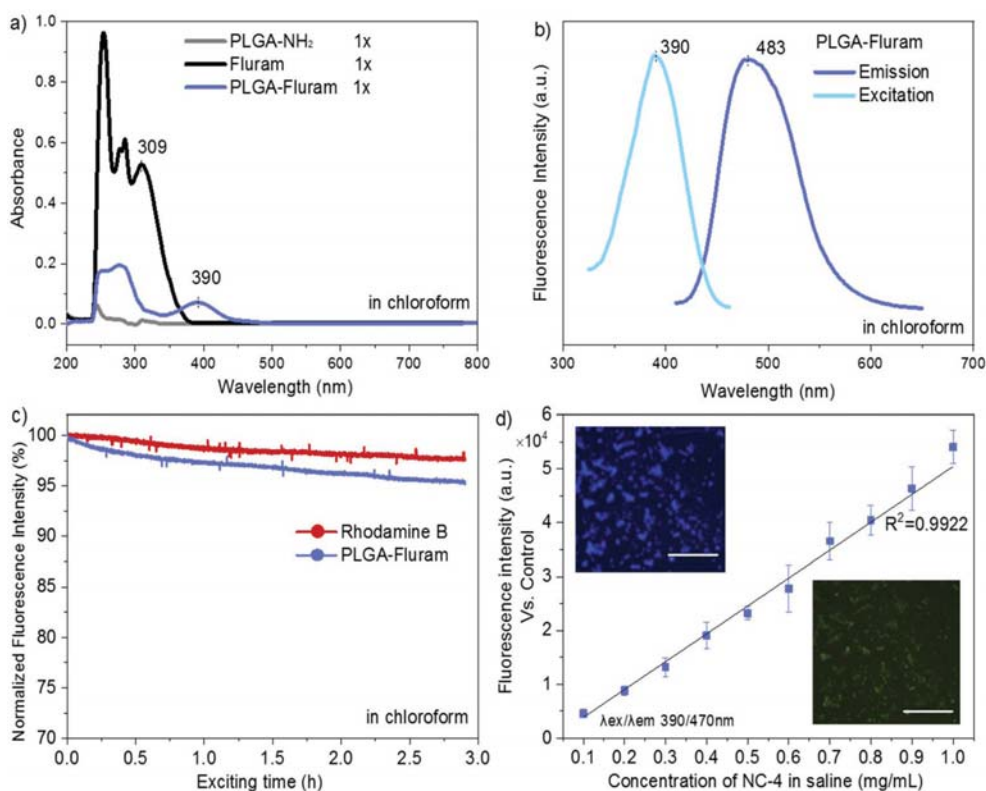 a)
PLGA-NH₂ 1x
Fluram 1x
PLGA-Fluram 1x
309
390
in chloroform
Absorbance
1.0
0.8
0.6
0.4
0.2
0.0
200 300 400 500 600 700 800
Wavelength (nm)
b)
390 483
PLGA-Fluram
Emission
Excitation
in chloroform
Fluorescence Intensity (a.u.)
300 400 500 600 700
Wavelength (nm)
c)
Rhodamine B
PLGA-Fluram
in chloroform
Normalized Fluorescence Intensity (%)
100
95
90
85
80
75
70
0.0 0.5 1.0 1.5 2.0 2.5 3.0
Exciting time (h)
d)
×10⁴
R²=0.9922
λex/λem 390/470nm
Fluorescence intensity (a.u.)
Vs. Control
6
5
4
3
2
1
0
0.1 0.2 0.3 0.4 0.5 0.6 0.7 0.8 0.9 1.0
Concentration of NC-4 in saline (mg/mL)